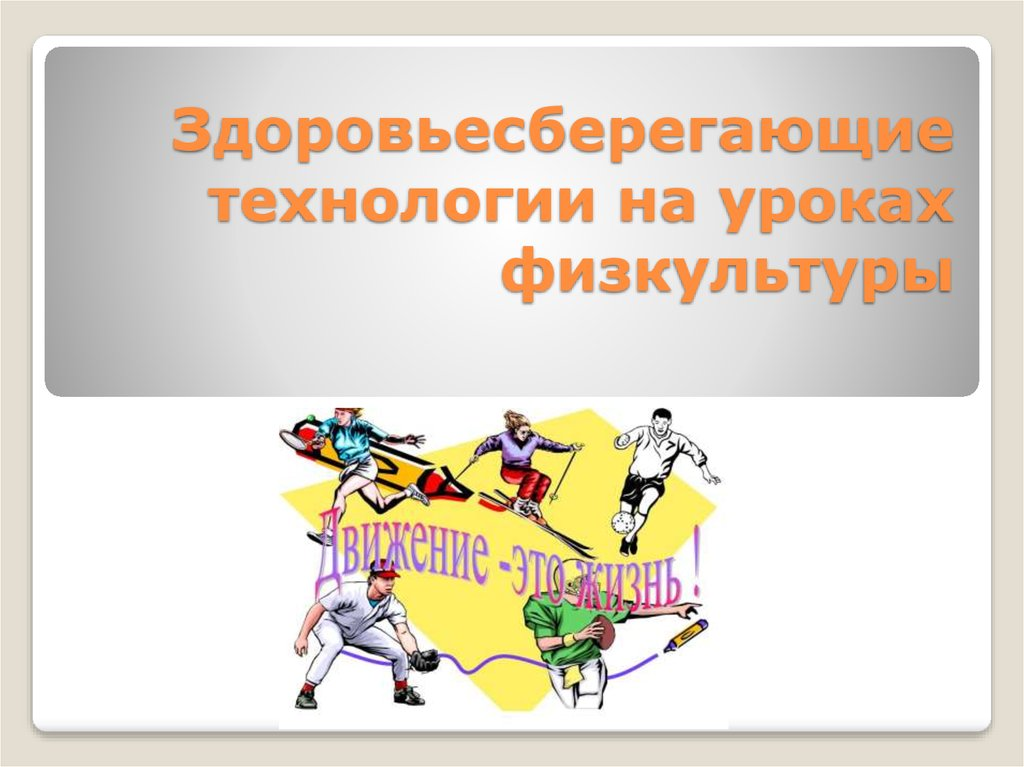 Здоровьесберегающие
технологии на уроках
физкультуры
Движение -это жизнь !